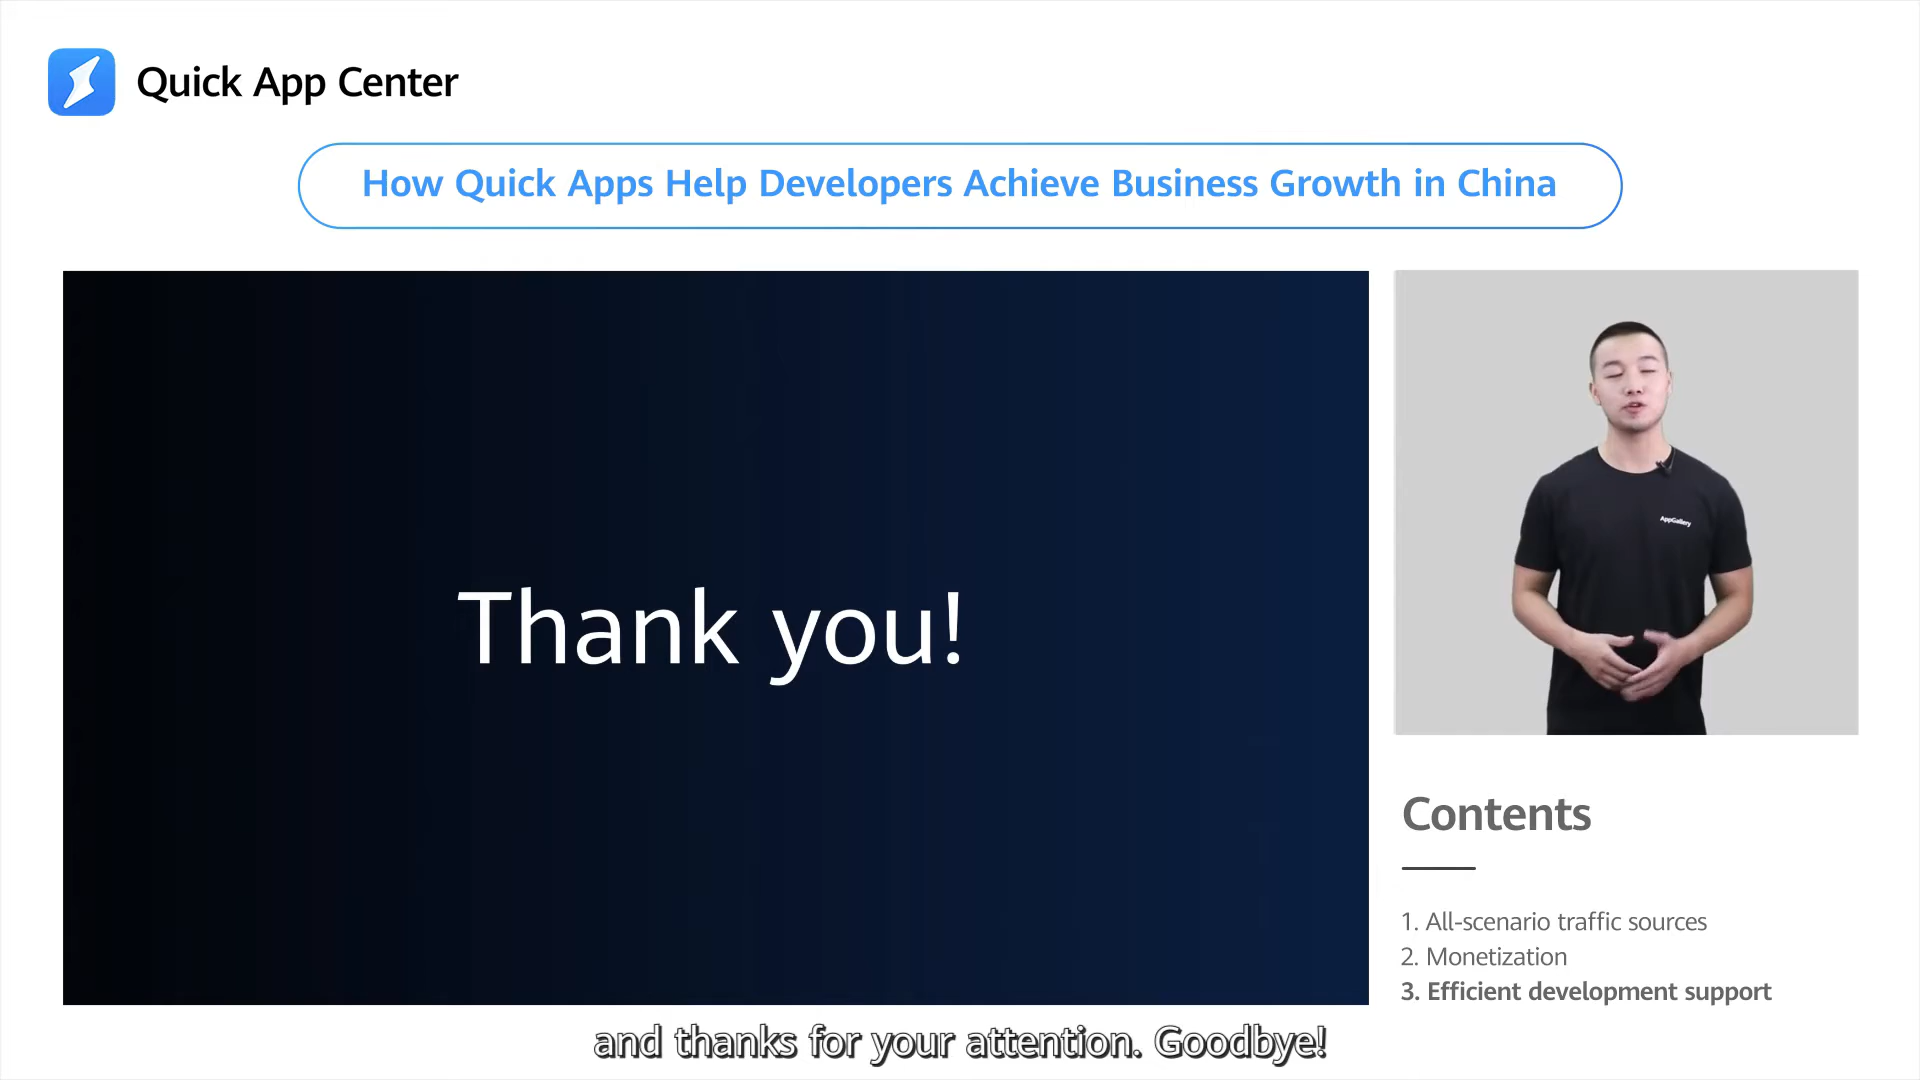 Quick App Center
How Quick Apps Help Developers Achieve Business Growth in China
Thank you!
AppGallery
Contents
1. All-scenario traffic sources
2. Monetization
3. Efficient development support
and thanks for your attention. Goodbye!